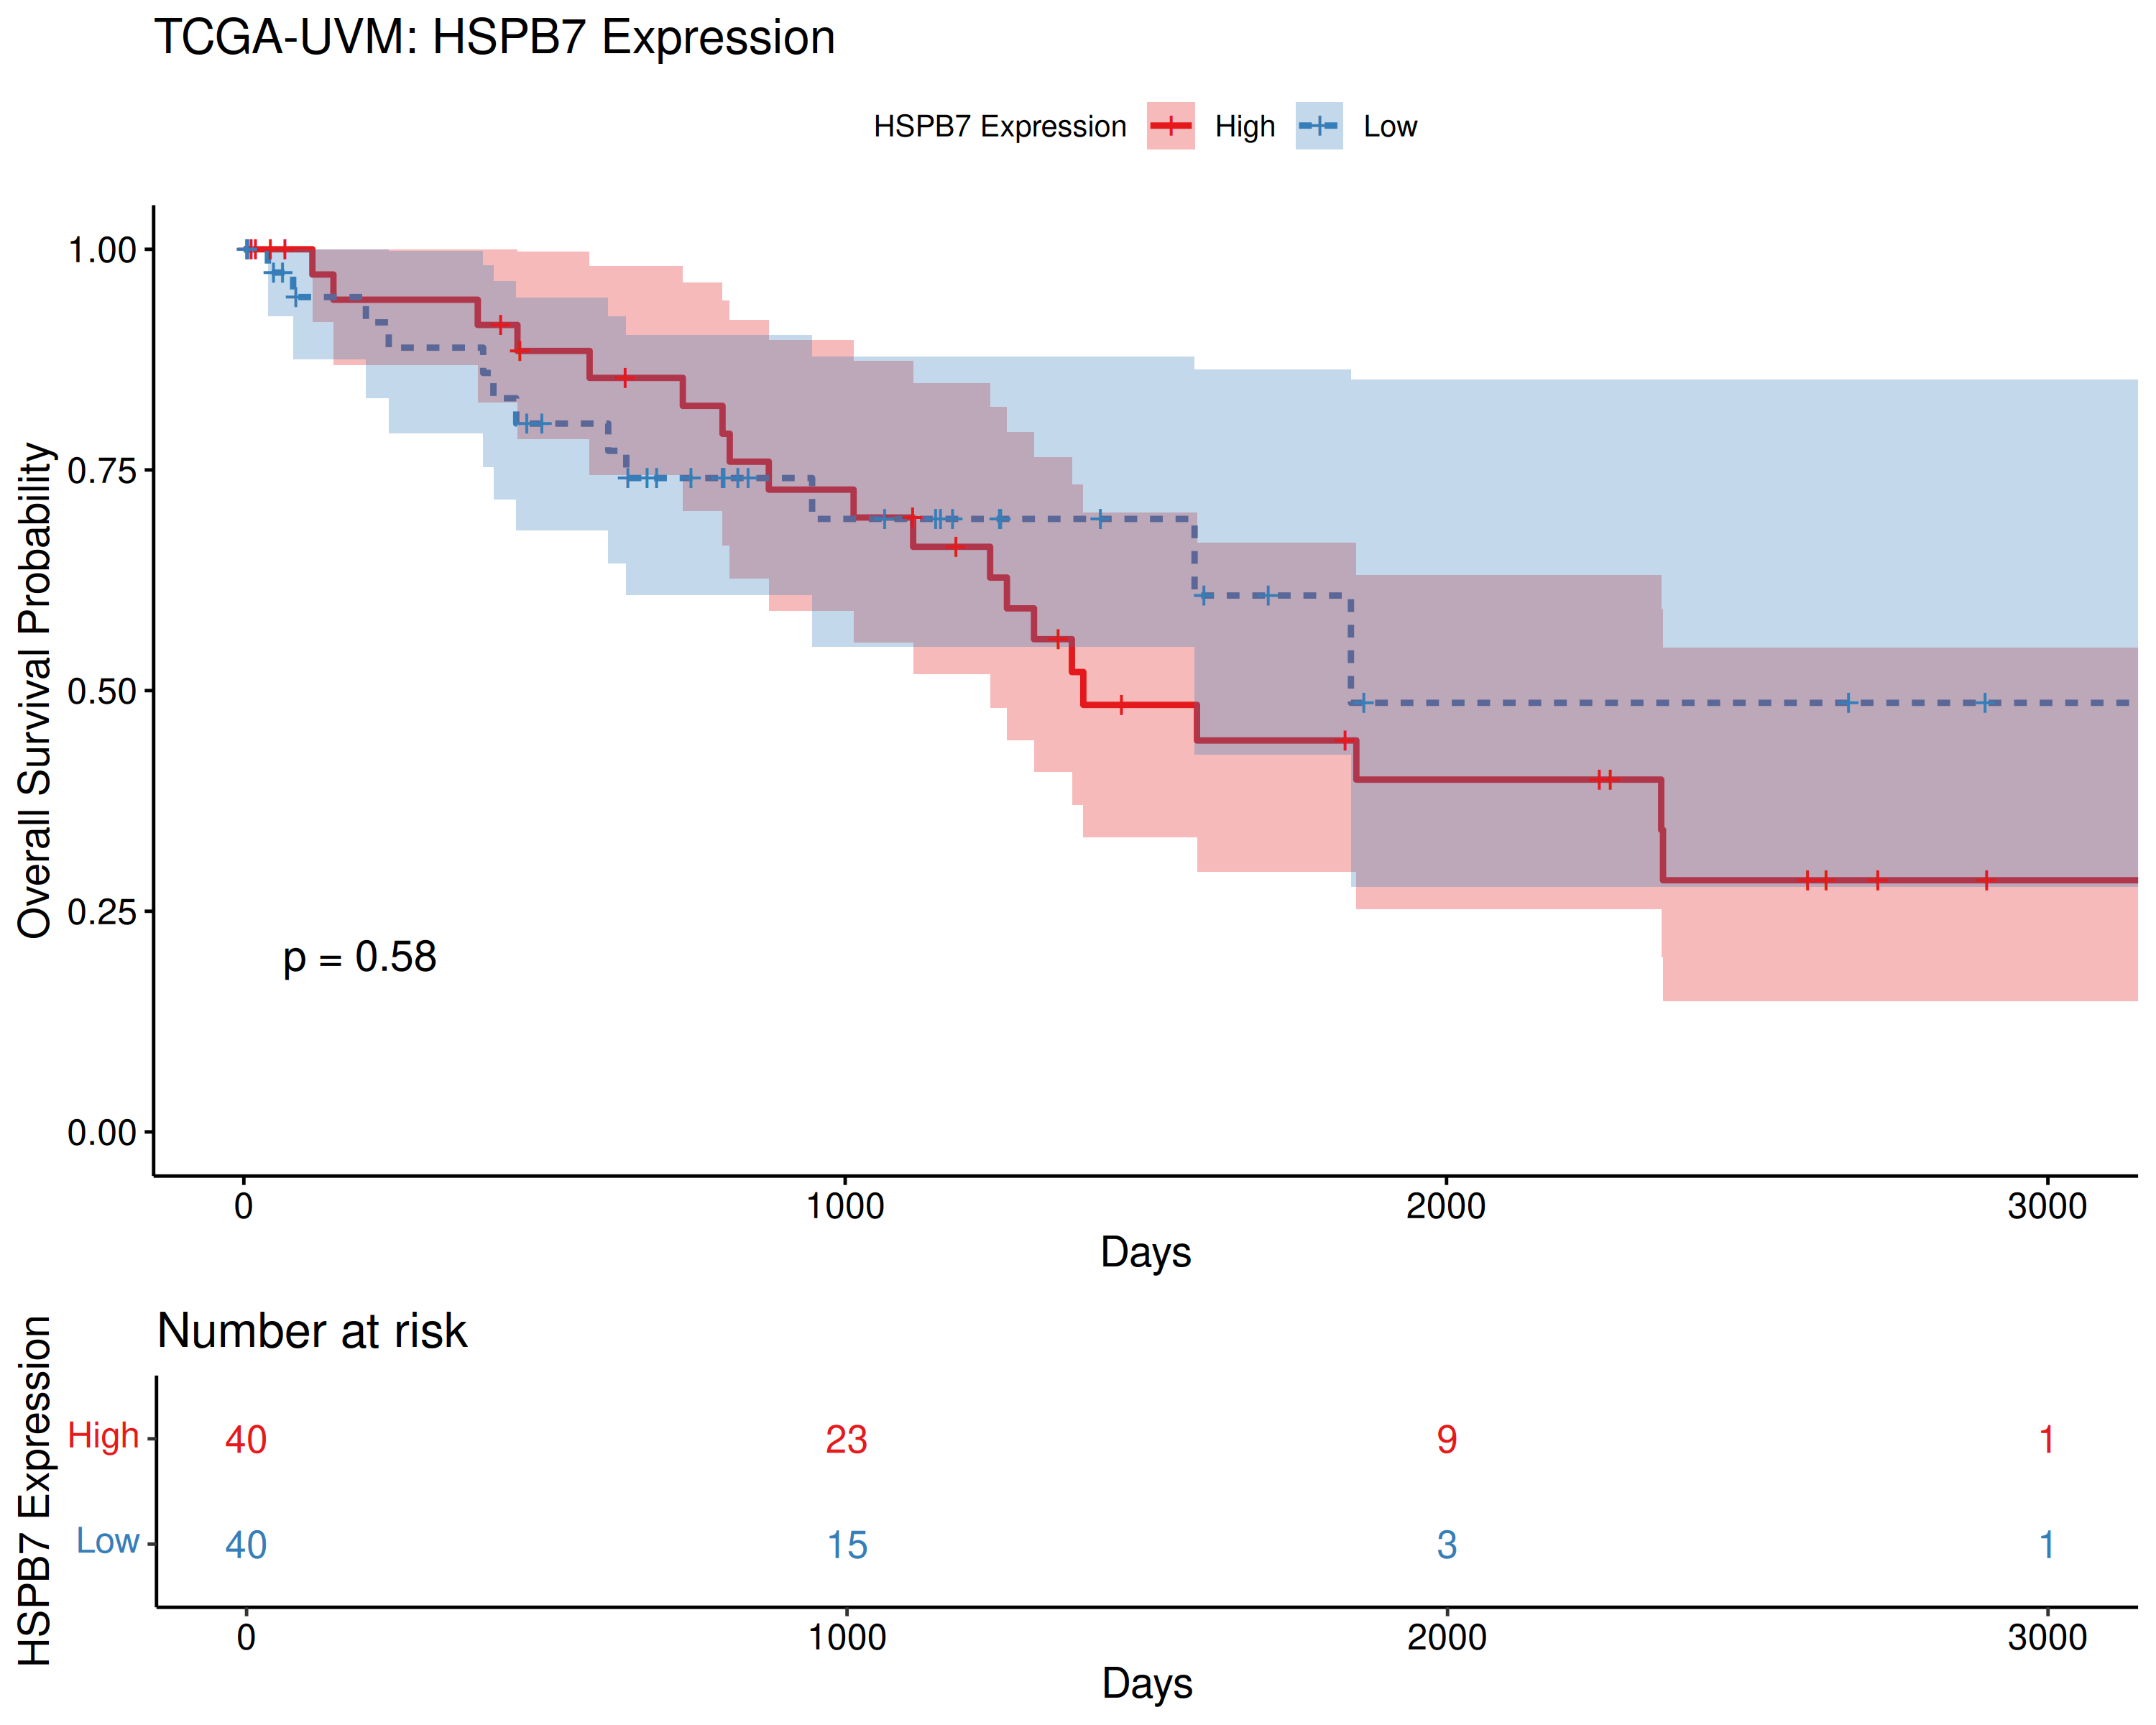 TCGA-UVM: HSPB7 Expression
HSPB7 Expression High Low
Overall Survival Probability
1.00
0.75
0.50
0.25
0.00
p = 0.58
0 1000 2000 3000
Days
Number at risk
HSPB7 Expression
High 40 23 9 1
Low 40 15 3 1
0 1000 2000 3000
Days